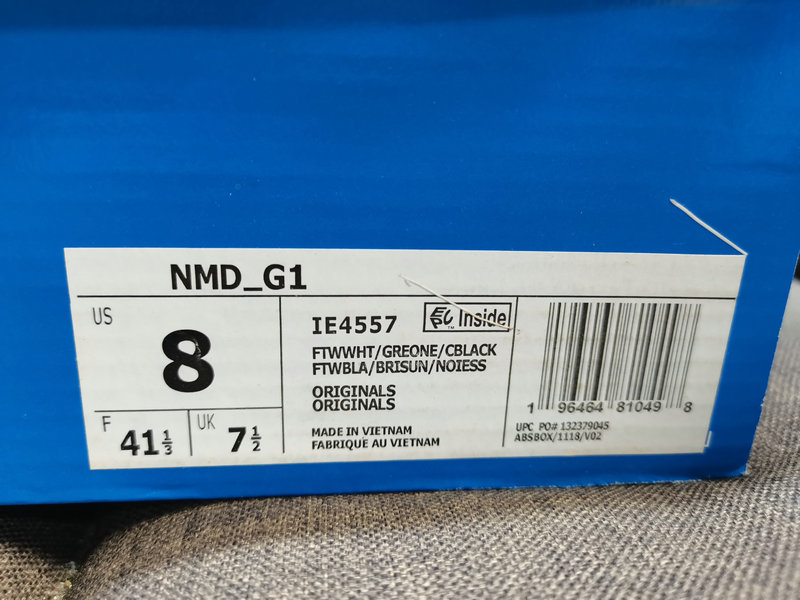 NMD_G1
US
8
F
41 1/3
UK
7 1/2
IE4557
EPC™ Inside
FTWWHT/GREONE/CBLACK
FTWBLA/BRISUN/NOIESS
ORIGINALS
ORIGINALS
MADE IN VIETNAM
FABRIQUE AU VIETNAM
1 96464 81049 8
UPC PO# 132379045
ABSBOX/1118/V02